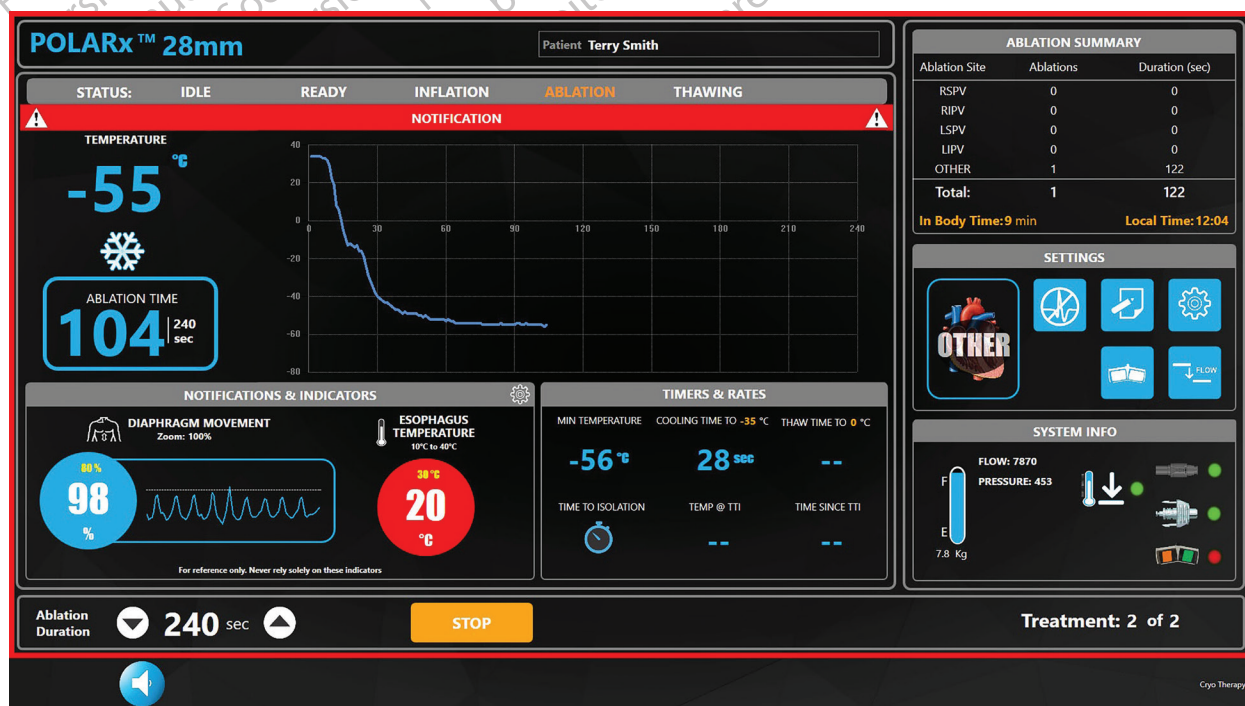 POLARx™ 28mm
Patient Terry Smith
STATUS: IDLE READY INFLATION ABLATION THAWING
NOTIFICATION
TEMPERATURE
-55 °C
ABLATION TIME
104 240 sec
40
20
0
-20
-40
-60
-80
0 30 60 90 120 150 180 210 240
NOTIFICATIONS & INDICATORS
DIAPHRAGM MOVEMENT
Zoom: 100%
80 %
98
%
ESOPHAGUS
TEMPERATURE
10°C to 40°C
30 °C
20
°C
For reference only. Never rely solely on these indicators
TIMERS & RATES
MIN TEMPERATURE COOLING TIME TO -35 °C THAW TIME TO 0 °C
-56 °C 28 sec --
TIME TO ISOLATION TEMP @ TTI TIME SINCE TTI
-- --
ABLATION SUMMARY
Ablation Site Ablations Duration (sec)
RSPV 0 0
RIPV 0 0
LSPV 0 0
LIPV 0 0
OTHER 1 122
Total: 1 122
In Body Time:9 min Local Time:12:04
SETTINGS
OTHER
FLOW
SYSTEM INFO
FLOW: 7870
PRESSURE: 453
F
E
7.8 Kg
Ablation
Duration
240 sec
STOP
Treatment: 2 of 2
Cryo Therapy